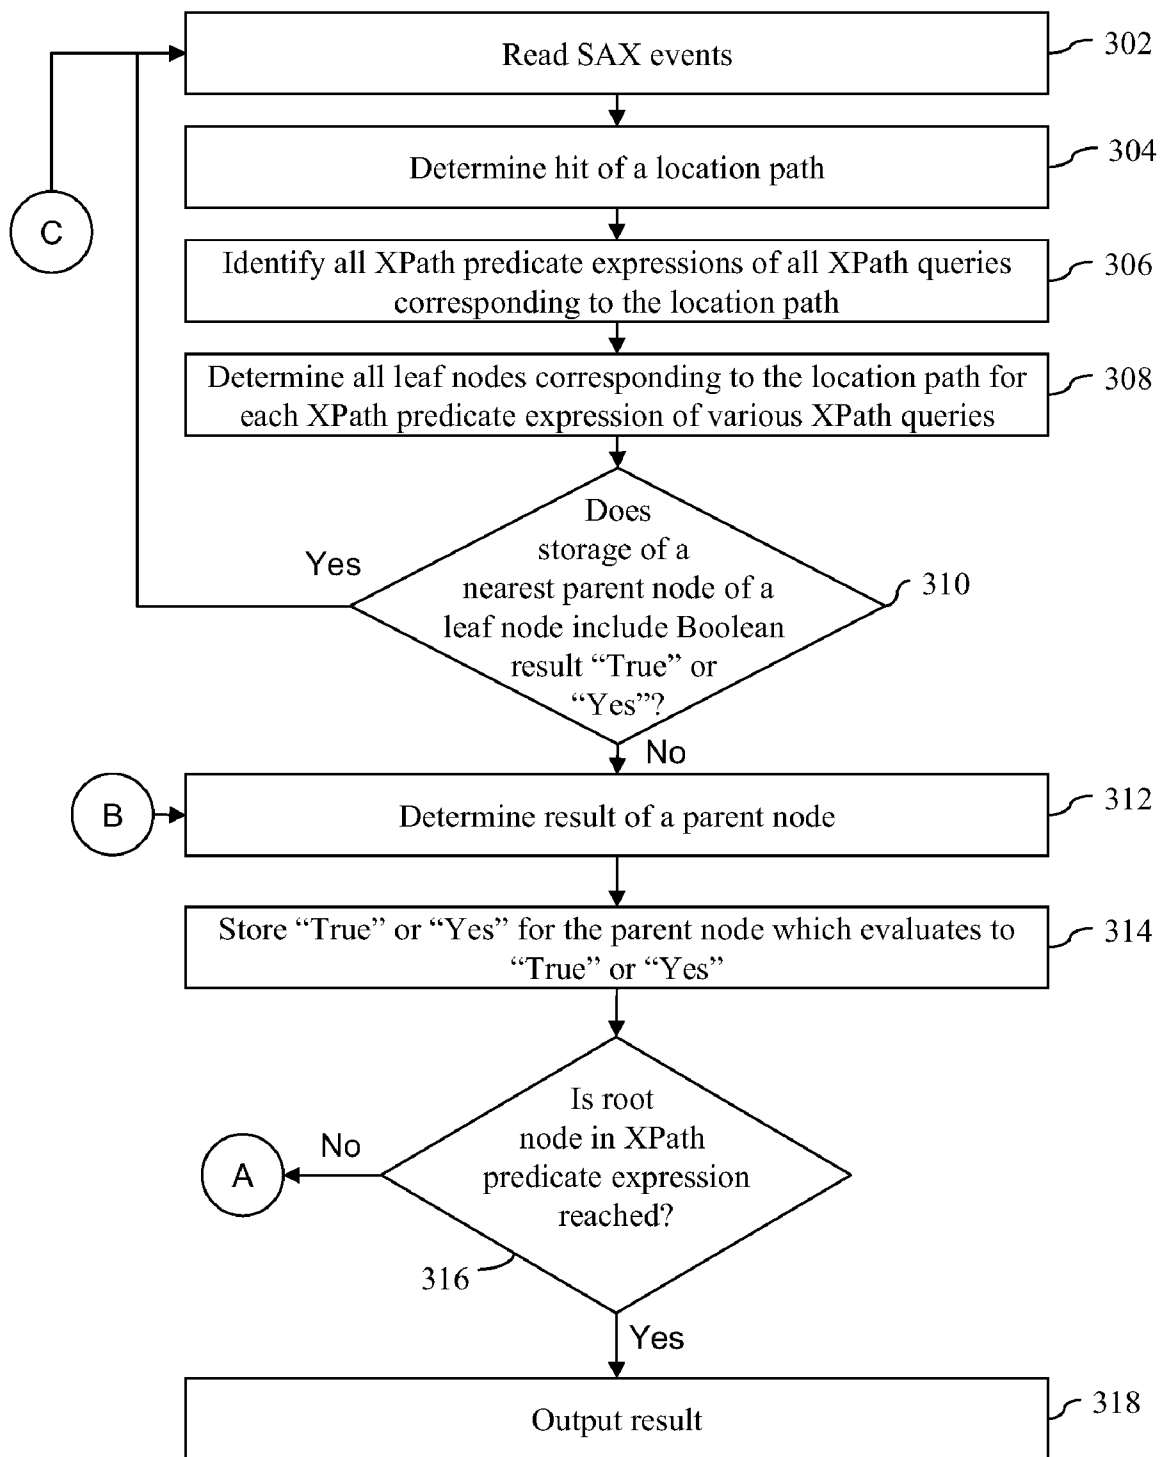 Read SAX events
302
Determine hit of a location path
304
C
Identify all XPath predicate expressions of all XPath queries
corresponding to the location path
306
Determine all leaf nodes corresponding to the location path for
each XPath predicate expression of various XPath queries
308
Does
storage of a
nearest parent node of a
leaf node include Boolean
result “True” or
“Yes”?
Yes
310
No
B
Determine result of a parent node
312
Store “True” or “Yes” for the parent node which evaluates to
“True” or “Yes”
314
Is root
node in XPath
predicate expression
reached?
No
A
316
Yes
Output result
318